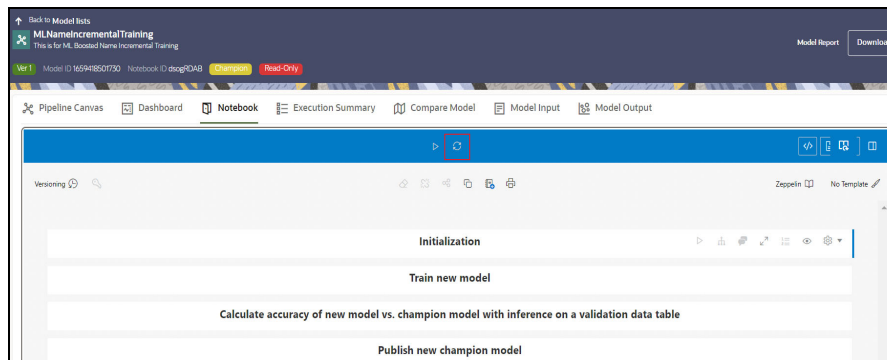 Back to Model lists
MLNameIncrementalTraining
This is for ML Boosted Name Incremental Training
Model Report
Ver 1 Model ID 1659418501730 Notebook ID dsogRDAB Champion Read-Only
Pipeline Canvas Dashboard Notebook Execution Summary Compare Model Model Input Model Output
Versioning Zeppelin No Template
Initialization
Train new model
Calculate accuracy of new model vs. champion model with inference on a validation data table
Publish new champion model